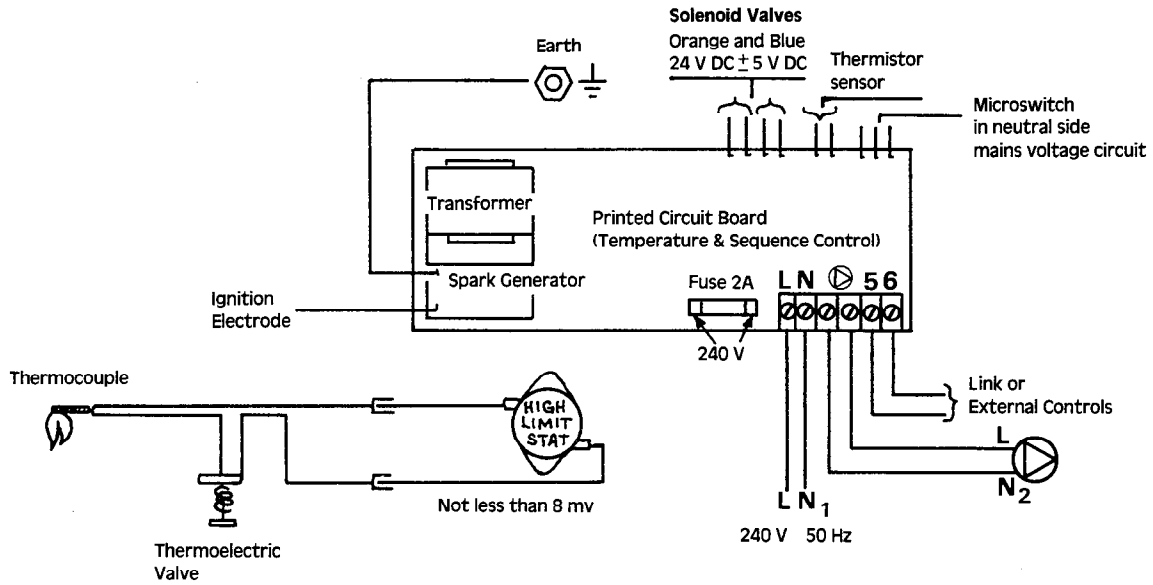 Solenoid Valves
Orange and Blue
24 V DC ± 5 V DC
Earth
Thermistor
sensor
Microswitch
in neutral side
mains voltage circuit
Transformer
Printed Circuit Board
(Temperature & Sequence Control)
Spark Generator
Fuse 2A
L N 5 6
Ignition
Electrode
240 V
Thermocouple
HIGH
LIMIT
STAT
Link or
External Controls
L
N2
Not less than 8 mv
L N1
240 V 50 Hz
Thermoelectric
Valve